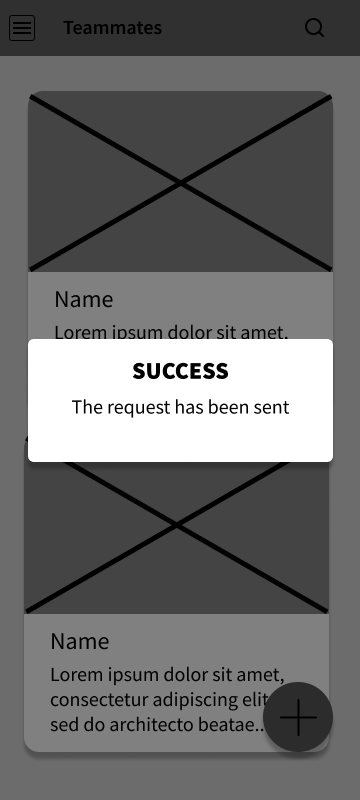 Teammates
Name
Lorem ipsum dolor sit amet,
SUCCESS
The request has been sent
Name
Lorem ipsum dolor sit amet,
consectetur adipiscing elit
sed do architecto beatae..